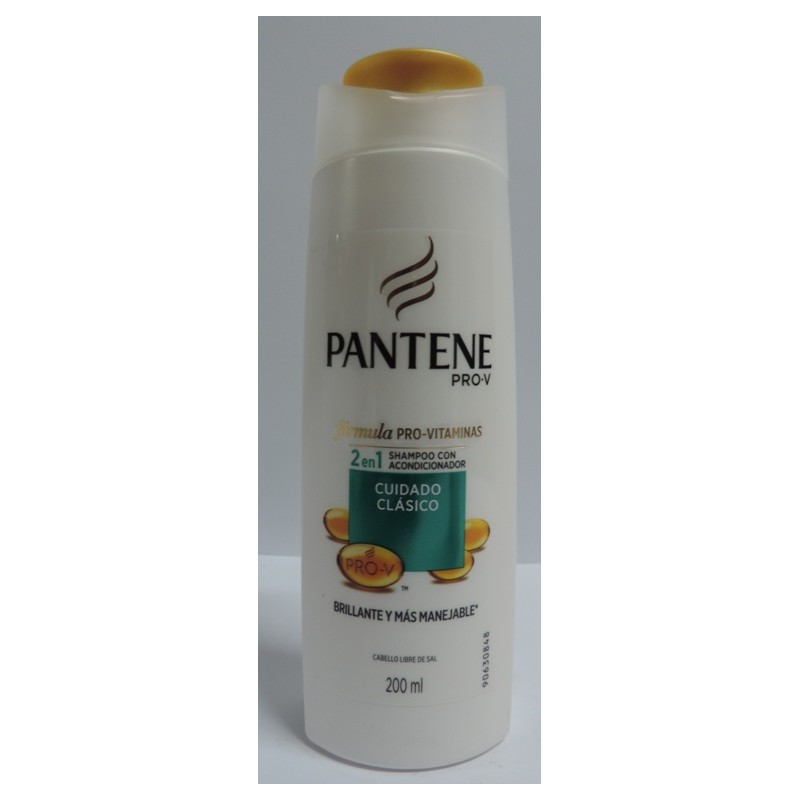 PANTENE
PRO-V
fórmula PRO-VITAMINAS
2 en 1 SHAMPOO CON
ACONDICIONADOR
CUIDADO
CLÁSICO
PRO-V
™
BRILLANTE Y MÁS MANEJABLE*
CABELLO LIBRE DE SAL
200 ml
90630848